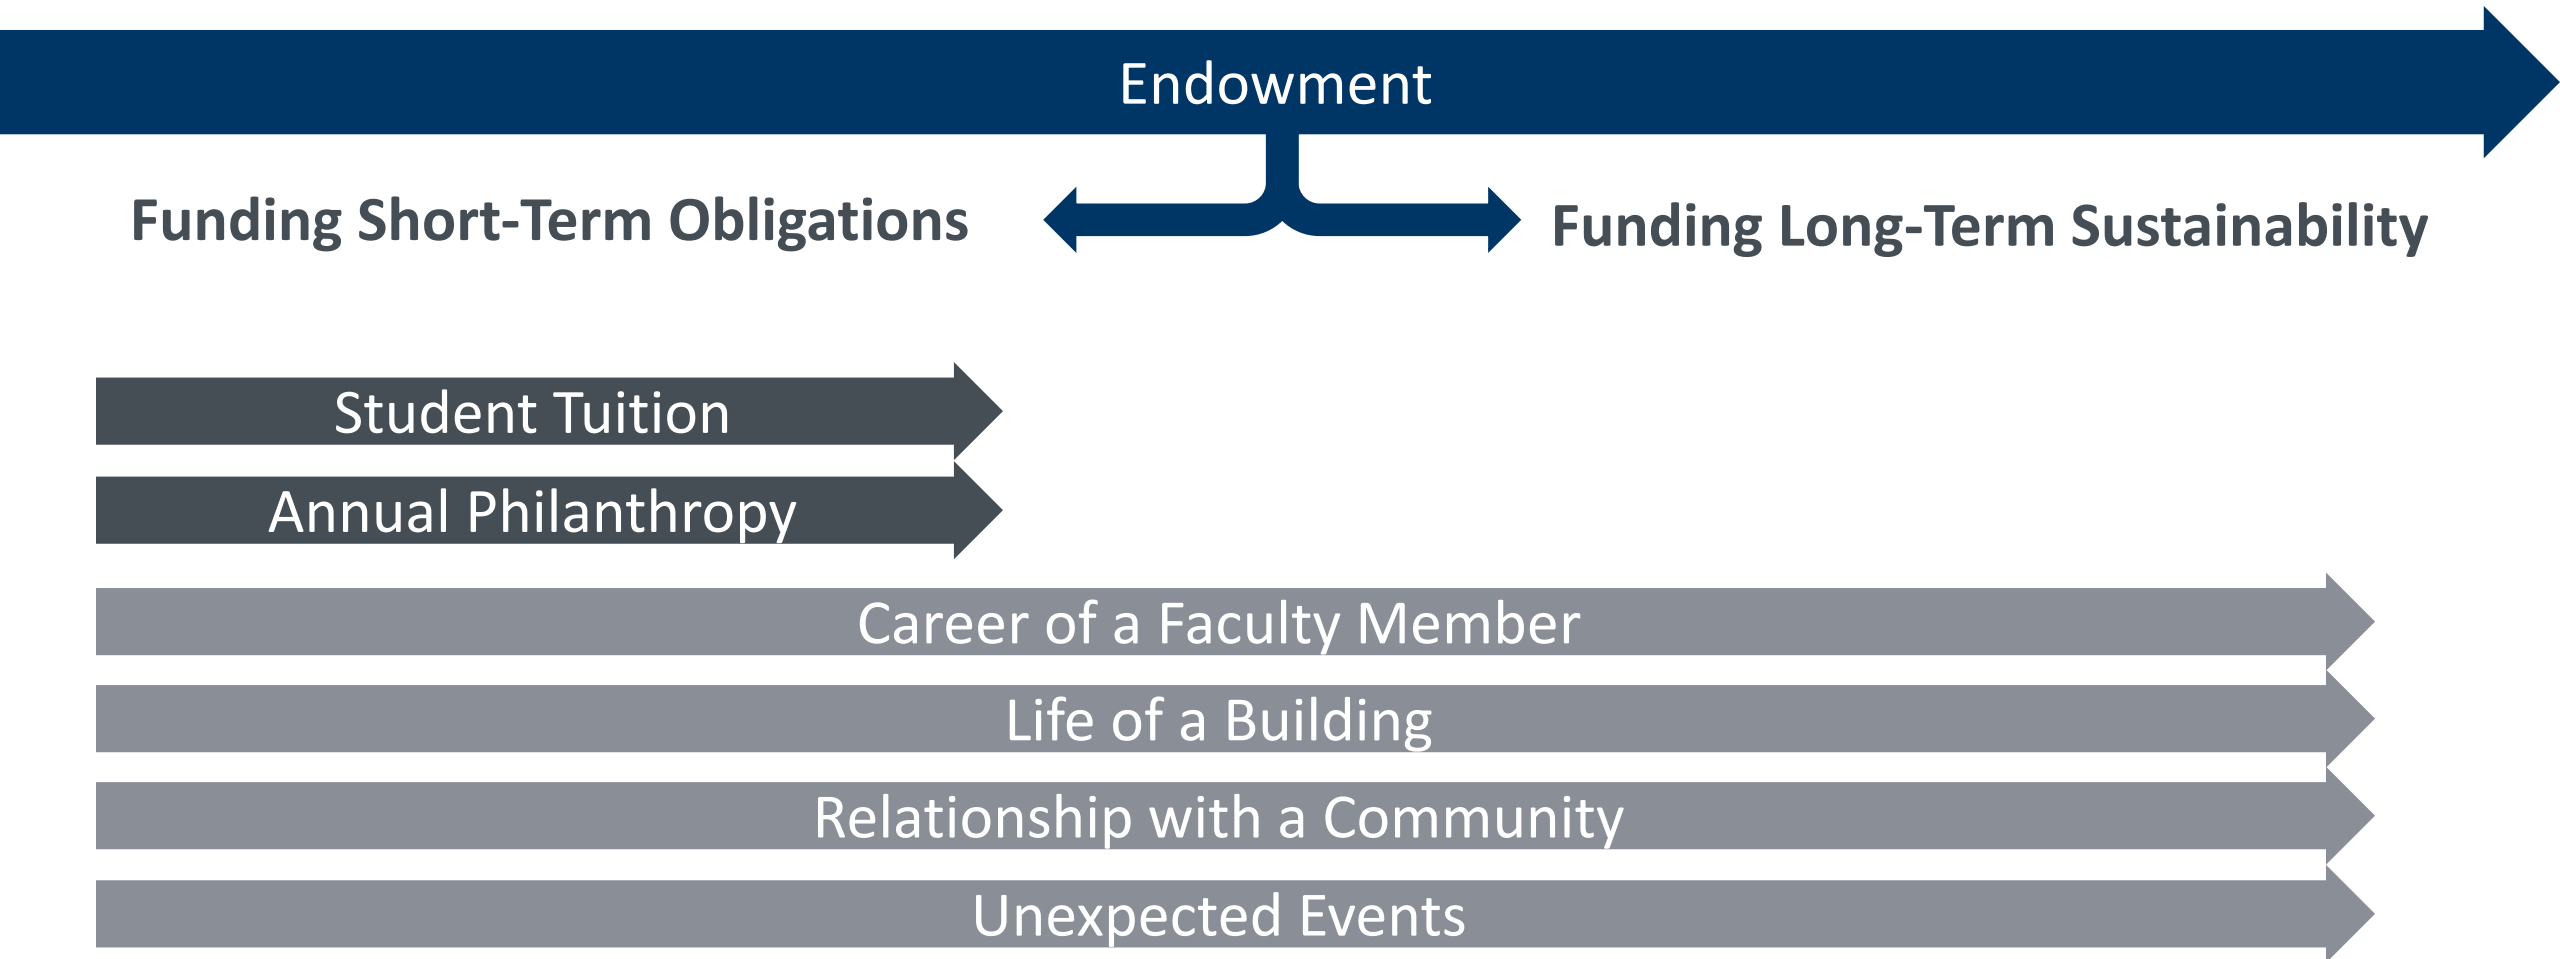 Endowment
Funding Short-Term Obligations
Funding Long-Term Sustainability
Student Tuition
Annual Philanthropy
Career of a Faculty Member
Life of a Building
Relationship with a Community
Unexpected Events